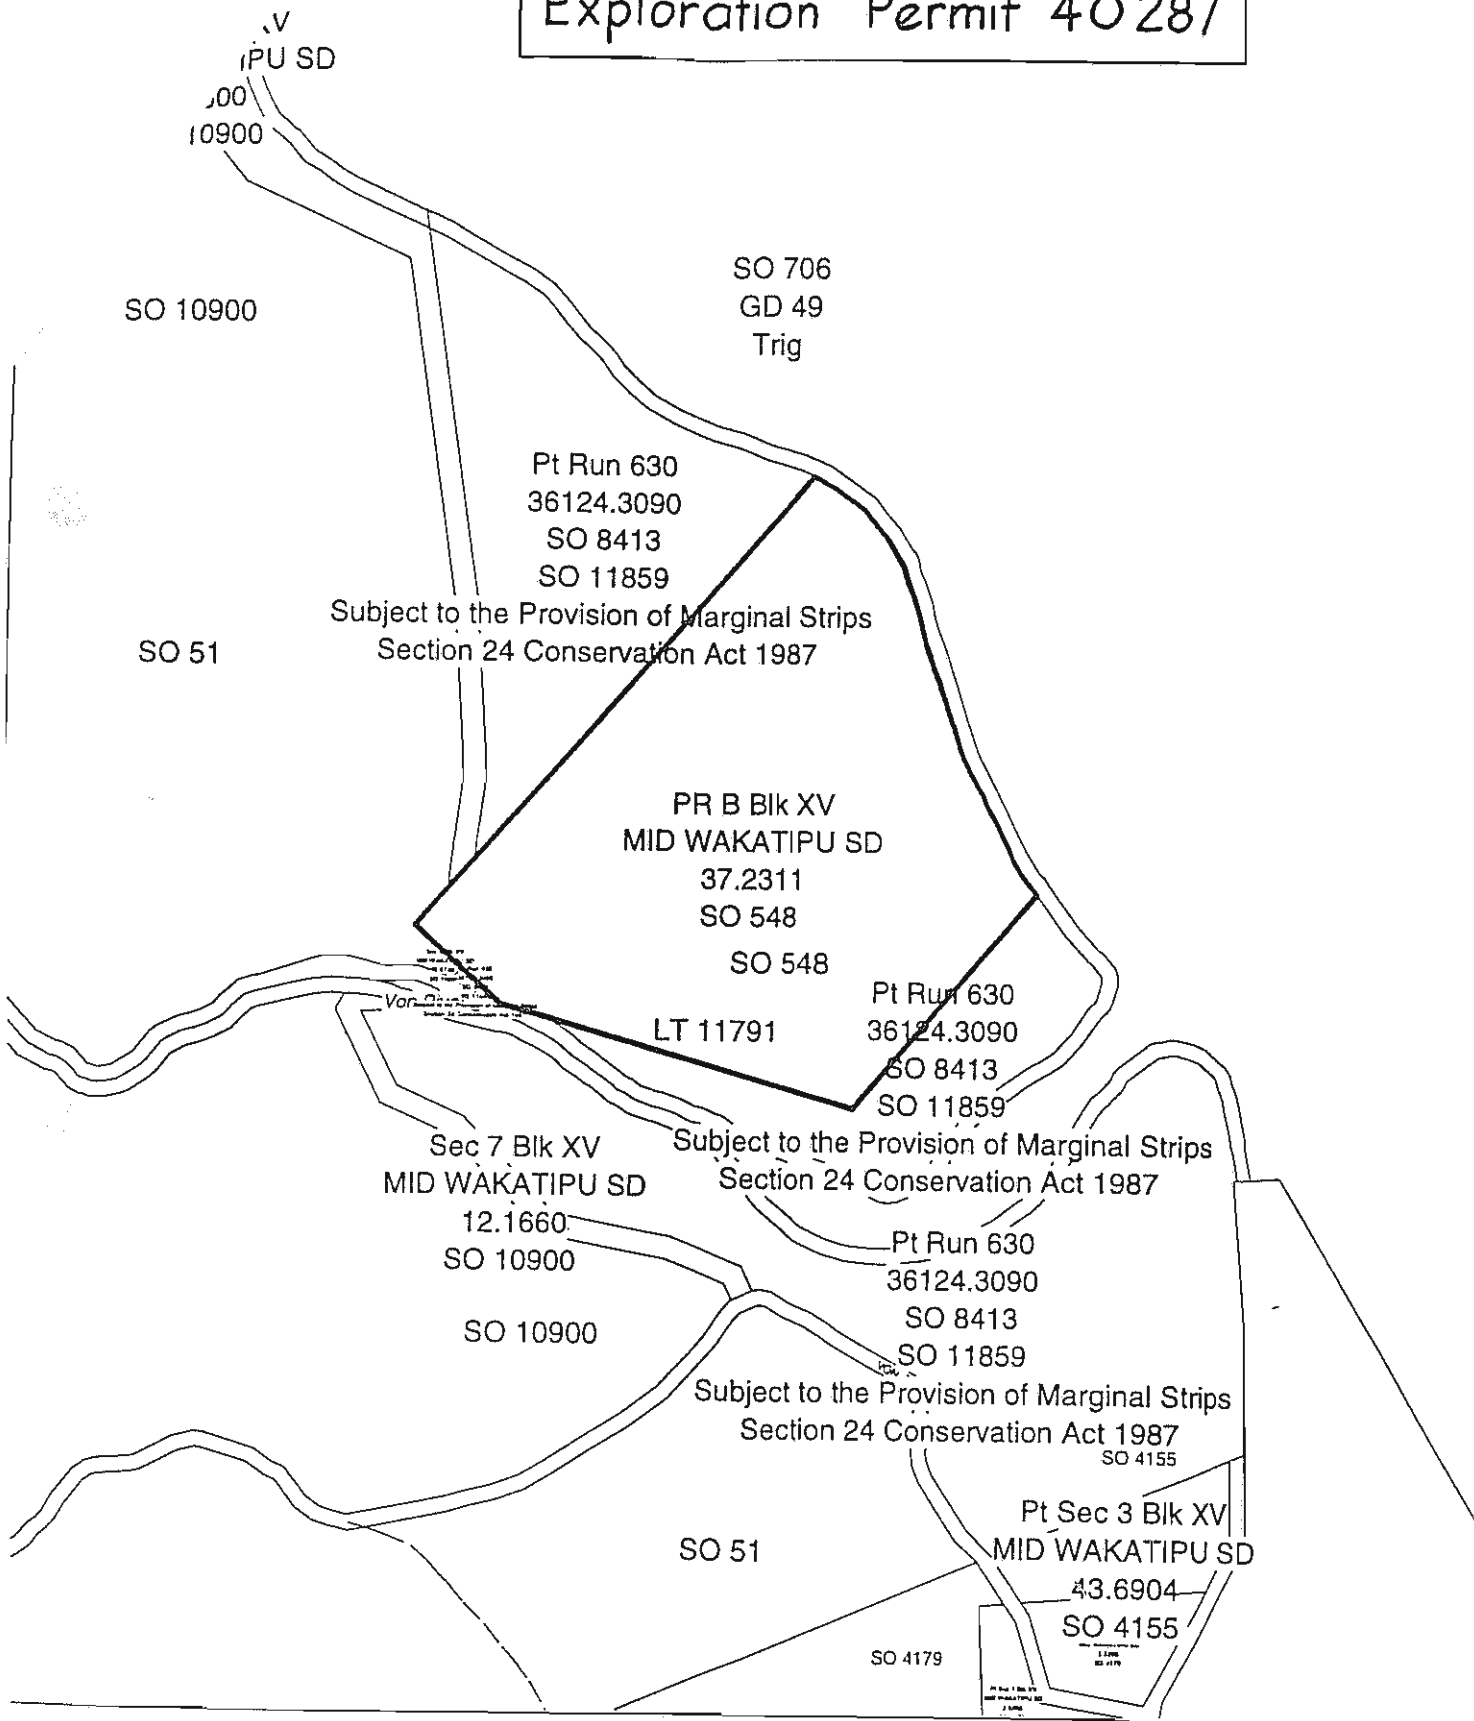 Exploration Permit 40287
PU SD
10900
SO 10900
SO 706
GD 49
Trig
Pt Run 630
36124.3090
SO 8413
SO 11859
Subject to the Provision of Marginal Strips
Section 24 Conservation Act 1987
SO 51
PR B Blk XV
MID WAKATIPU SD
37.2311
SO 548
SO 548
LT 11791
Pt Run 630
36124.3090
SO 8413
SO 11859
Subject to the Provision of Marginal Strips
Section 24 Conservation Act 1987
Von
Sec 7 Blk XV
MID WAKATIPU SD
12.1660
SO 10900
SO 10900
Pt Run 630
36124.3090
SO 8413
SO 11859
Subject to the Provision of Marginal Strips
Section 24 Conservation Act 1987
SO 4155
Pt Sec 3 Blk XV
MID WAKATIPU SD
43.6904
SO 4155
SO 51
SO 4179